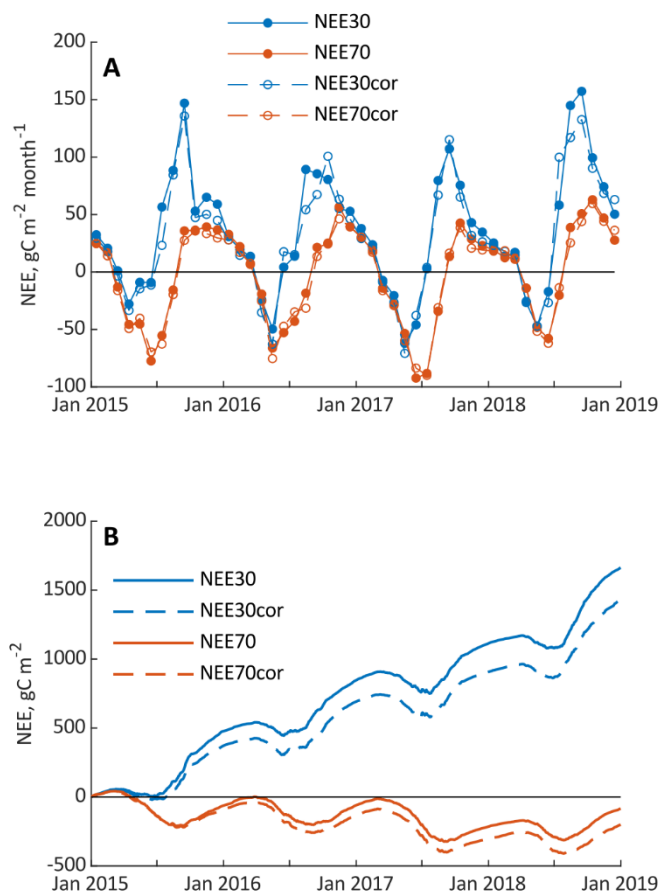 NEE30
NEE70
NEE30cor
NEE70cor
A
NEE, gC m⁻² month⁻¹
200
150
100
50
0
-50
-100
Jan 2015 Jan 2016 Jan 2017 Jan 2018 Jan 2019
B
NEE30
NEE30cor
NEE70
NEE70cor
NEE, gC m⁻²
2000
1500
1000
500
0
-500
Jan 2015 Jan 2016 Jan 2017 Jan 2018 Jan 2019